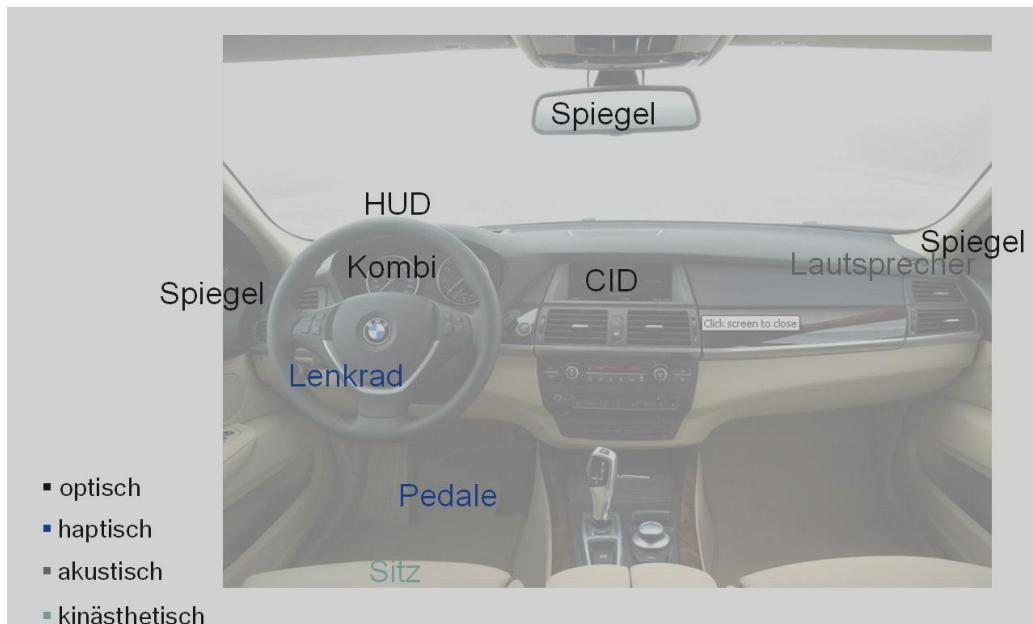 Spiegel
HUD
Spiegel
Lautsprecher
Kombi
CID
Spiegel
Click screen to close
Lenkrad
Pedale
Sitz
▪ optisch
▪ haptisch
▪ akustisch
▪ kinästhetisch